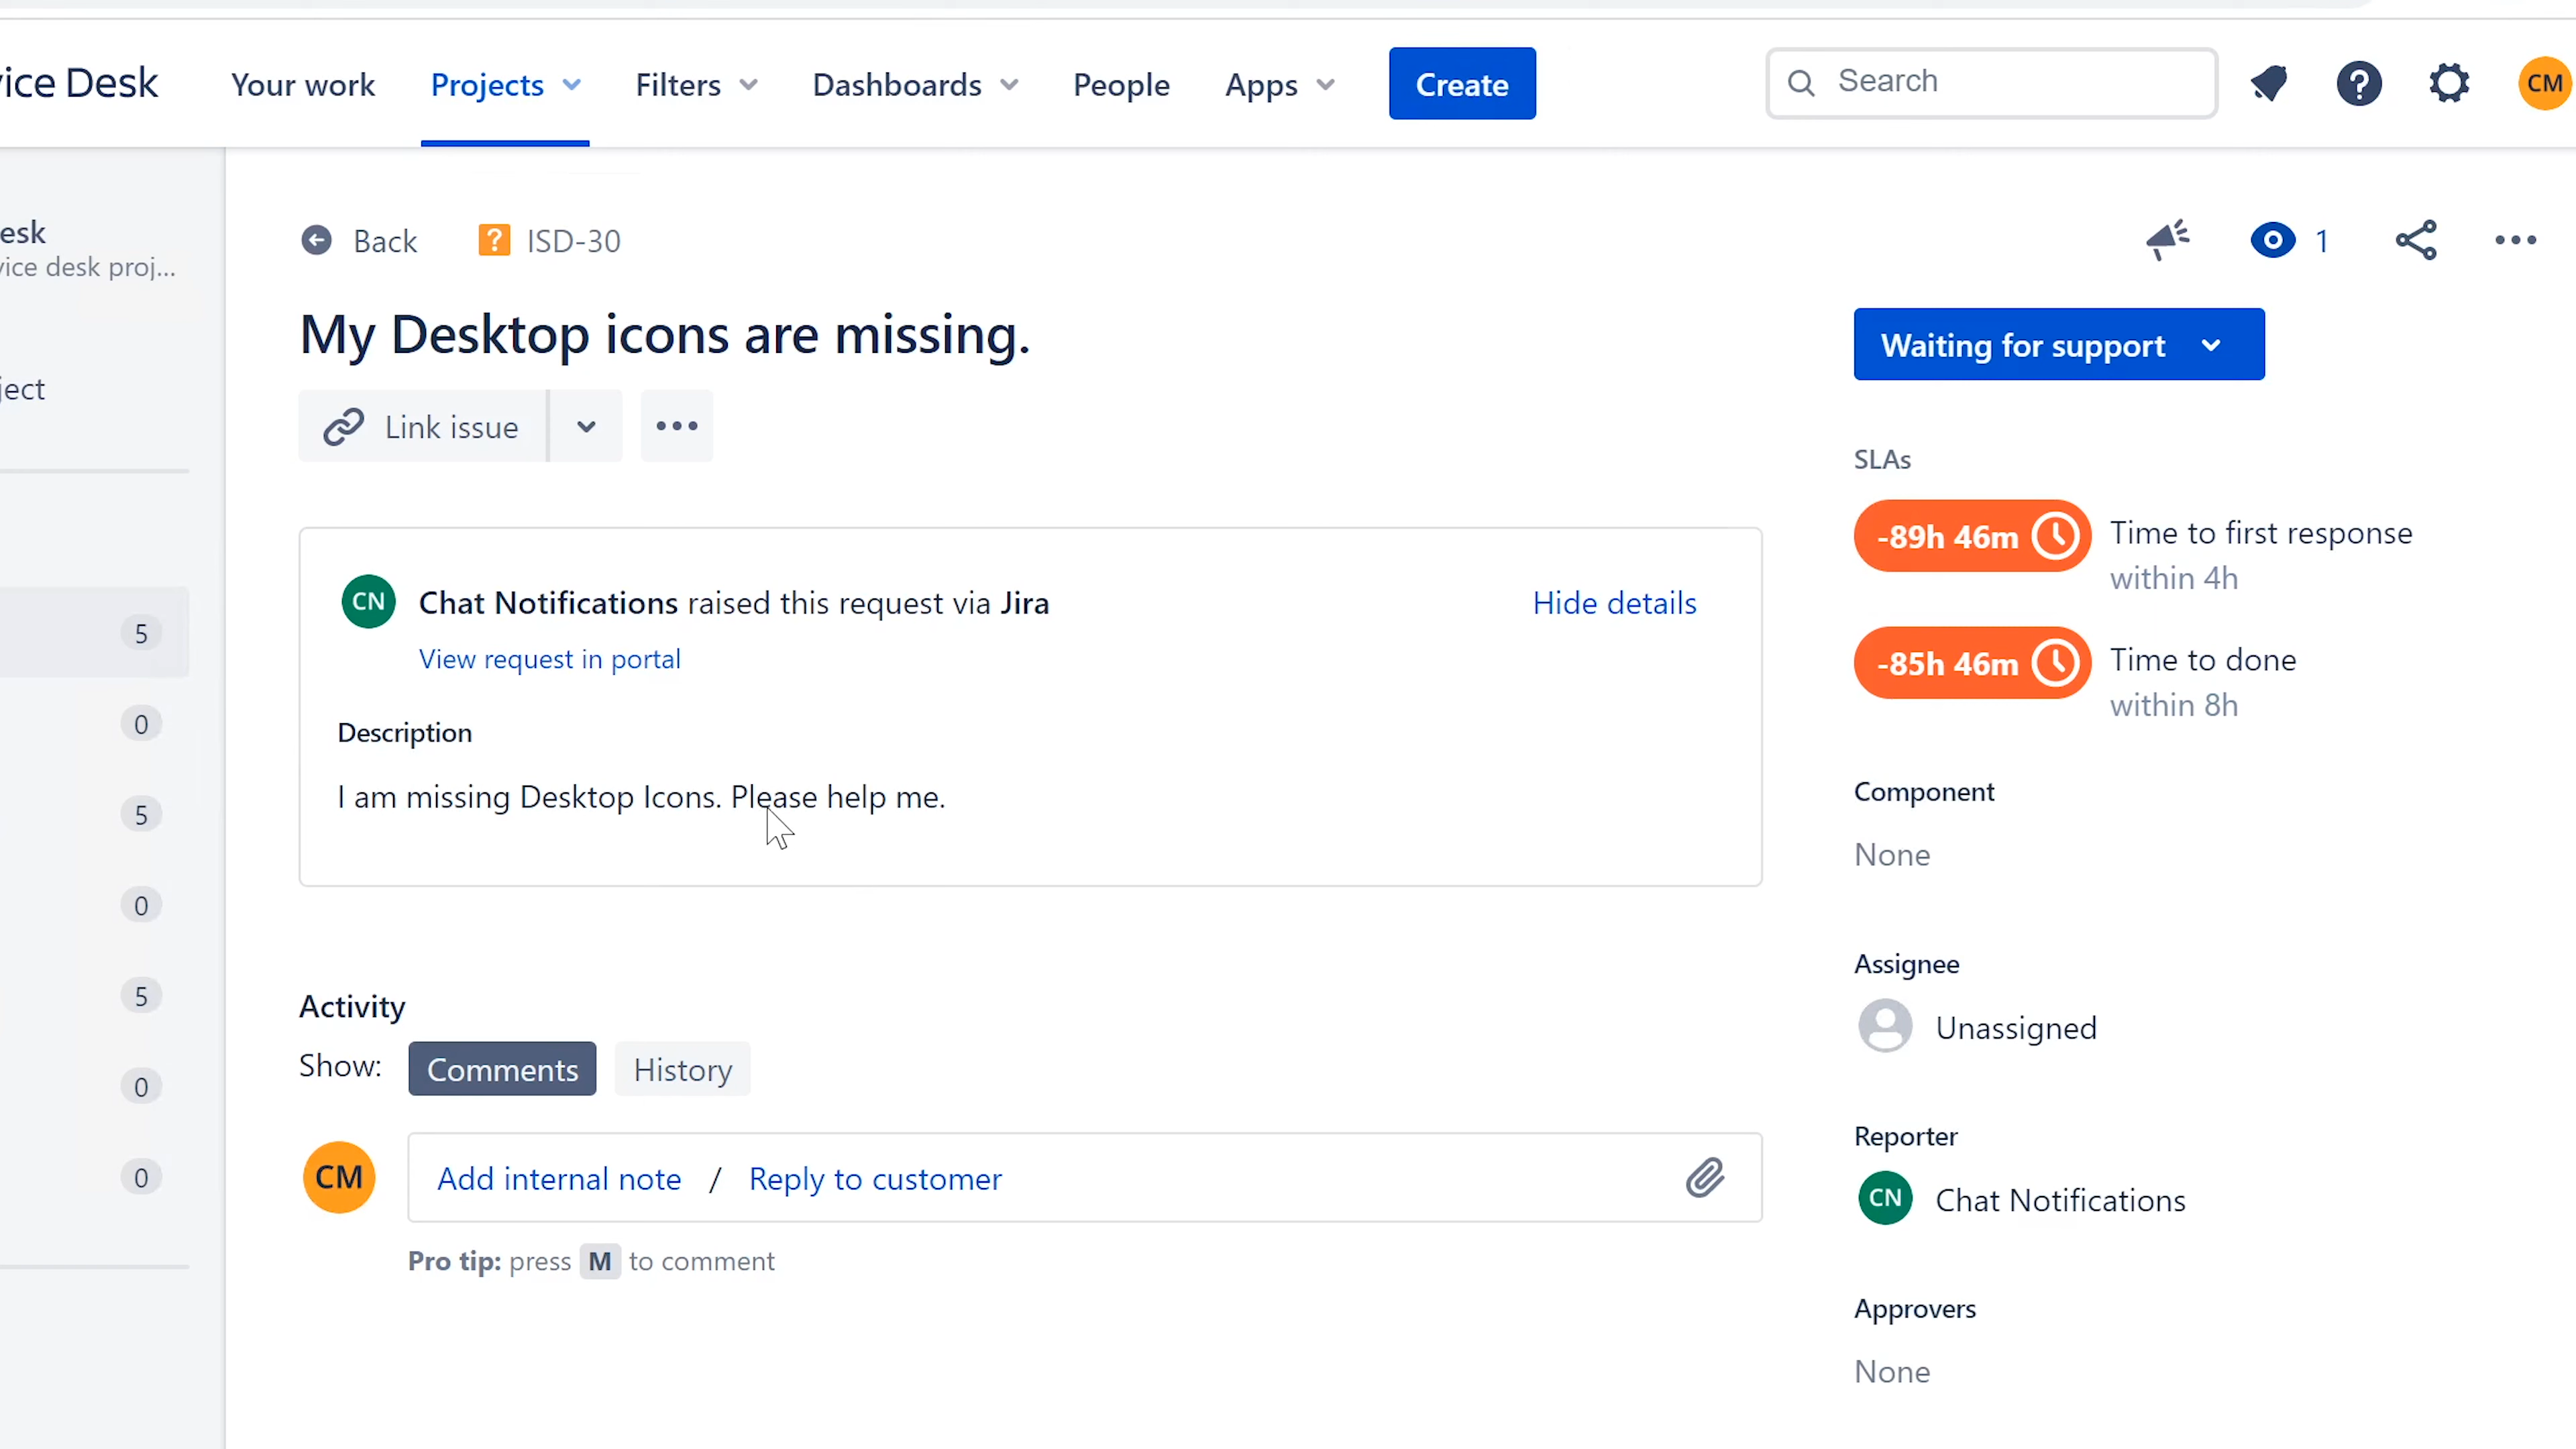 vice Desk
Your work
Projects
Filters
Dashboards
People
Apps
Create
Search
CM
esk
vice desk proj...
ject
5
0
5
0
5
0
0
Back
ISD-30
1
My Desktop icons are missing.
Link issue
CN
Chat Notifications raised this request via Jira
Hide details
View request in portal
Description
I am missing Desktop Icons. Please help me.
Activity
Show:
Comments
History
CM
Add internal note / Reply to customer
Pro tip: press M to comment
Waiting for support
SLAs
-89h 46m
Time to first response
within 4h
-85h 46m
Time to done
within 8h
Component
None
Assignee
Unassigned
Reporter
CN
Chat Notifications
Approvers
None